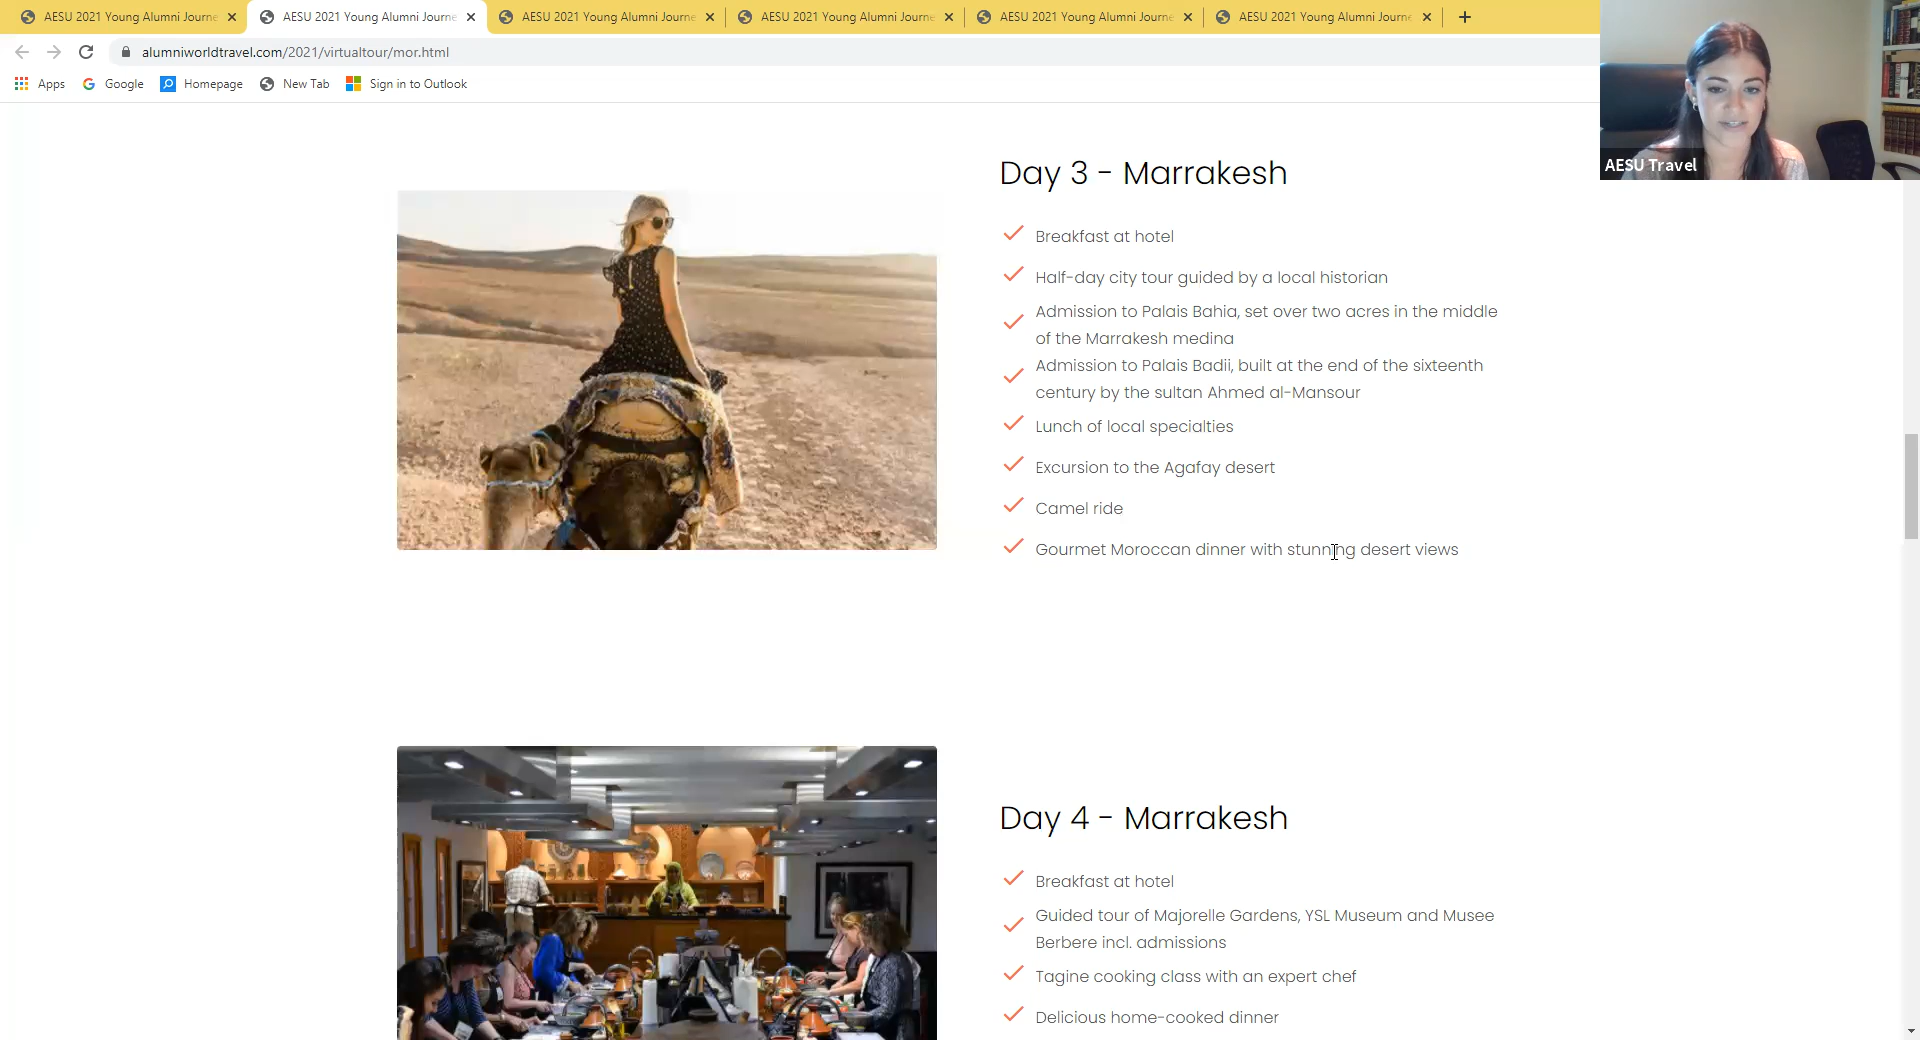 AESU 2021 Young Alumni Journe
AESU 2021 Young Alumni Journe
AESU 2021 Young Alumni Journe
AESU 2021 Young Alumni Journe
AESU 2021 Young Alumni Journe
AESU 2021 Young Alumni Journe
alumniworldtravel.com/2021/virtualtour/mor.html
Apps
Google
Homepage
New Tab
Sign in to Outlook
AESU Travel
Day 3 - Marrakesh
Breakfast at hotel
Half-day city tour guided by a local historian
Admission to Palais Bahia, set over two acres in the middle
of the Marrakesh medina
Admission to Palais Badii, built at the end of the sixteenth
century by the sultan Ahmed al-Mansour
Lunch of local specialties
Excursion to the Agafay desert
Camel ride
Gourmet Moroccan dinner with stunning desert views
Day 4 - Marrakesh
Breakfast at hotel
Guided tour of Majorelle Gardens, YSL Museum and Musee
Berbere incl. admissions
Tagine cooking class with an expert chef
Delicious home-cooked dinner